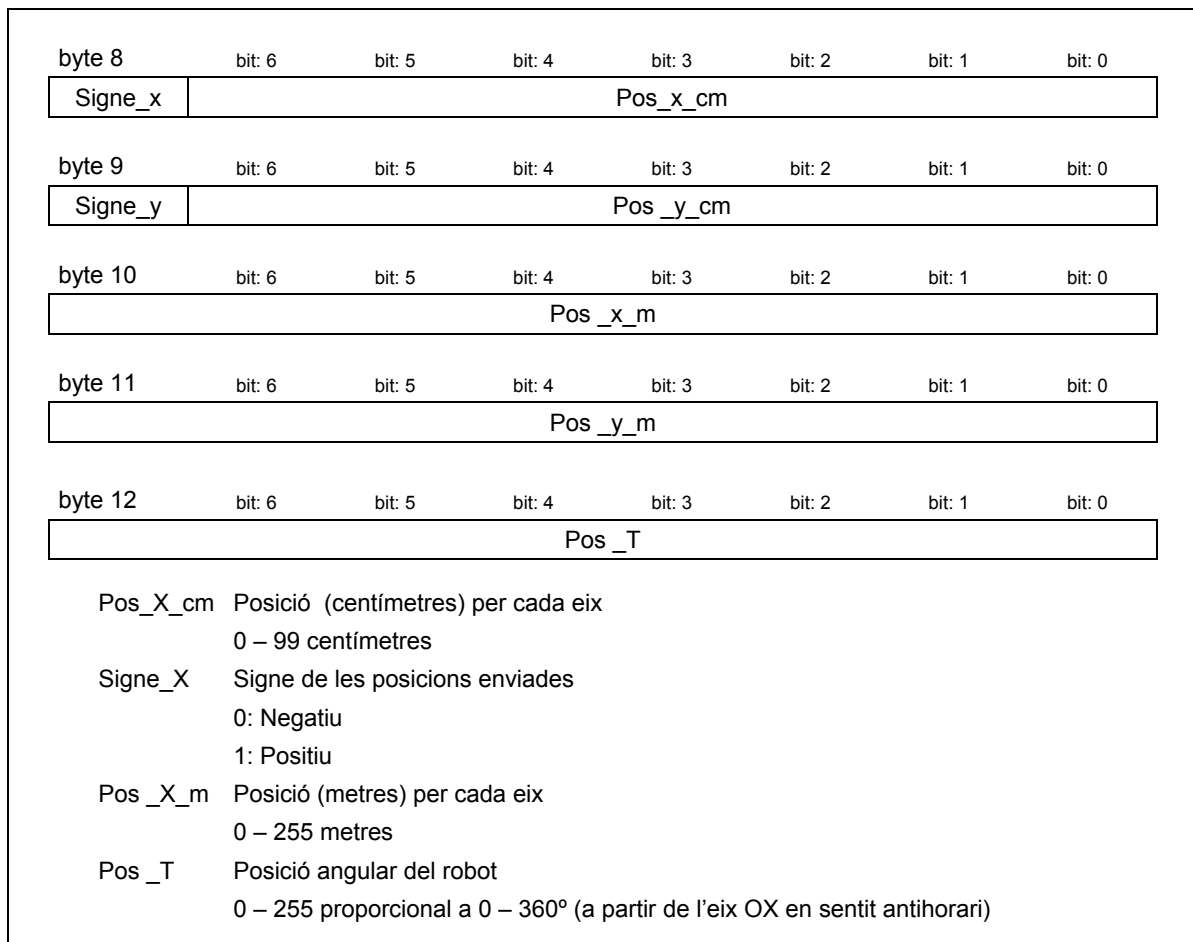 byte 8 bit: 6 bit: 5 bit: 4 bit: 3 bit: 2 bit: 1 bit: 0
Signe_x Pos_x_cm
byte 9 bit: 6 bit: 5 bit: 4 bit: 3 bit: 2 bit: 1 bit: 0
Signe_y Pos _y_cm
byte 10 bit: 6 bit: 5 bit: 4 bit: 3 bit: 2 bit: 1 bit: 0
Pos _x_m
byte 11 bit: 6 bit: 5 bit: 4 bit: 3 bit: 2 bit: 1 bit: 0
Pos _y_m
byte 12 bit: 6 bit: 5 bit: 4 bit: 3 bit: 2 bit: 1 bit: 0
Pos _T
Pos_X_cm Posició (centímetres) per cada eix
0 – 99 centímetres
Signe_X Signe de les posicions enviades
0: Negatiu
1: Positiu
Pos _X_m Posició (metres) per cada eix
0 – 255 metres
Pos _T Posició angular del robot
0 – 255 proporcional a 0 – 360º (a partir de l'eix OX en sentit antihorari)